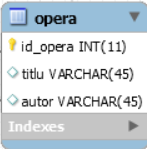 opera
id_opera INT(11)
titlu VARCHAR(45)
autor VARCHAR(45)
Indexes